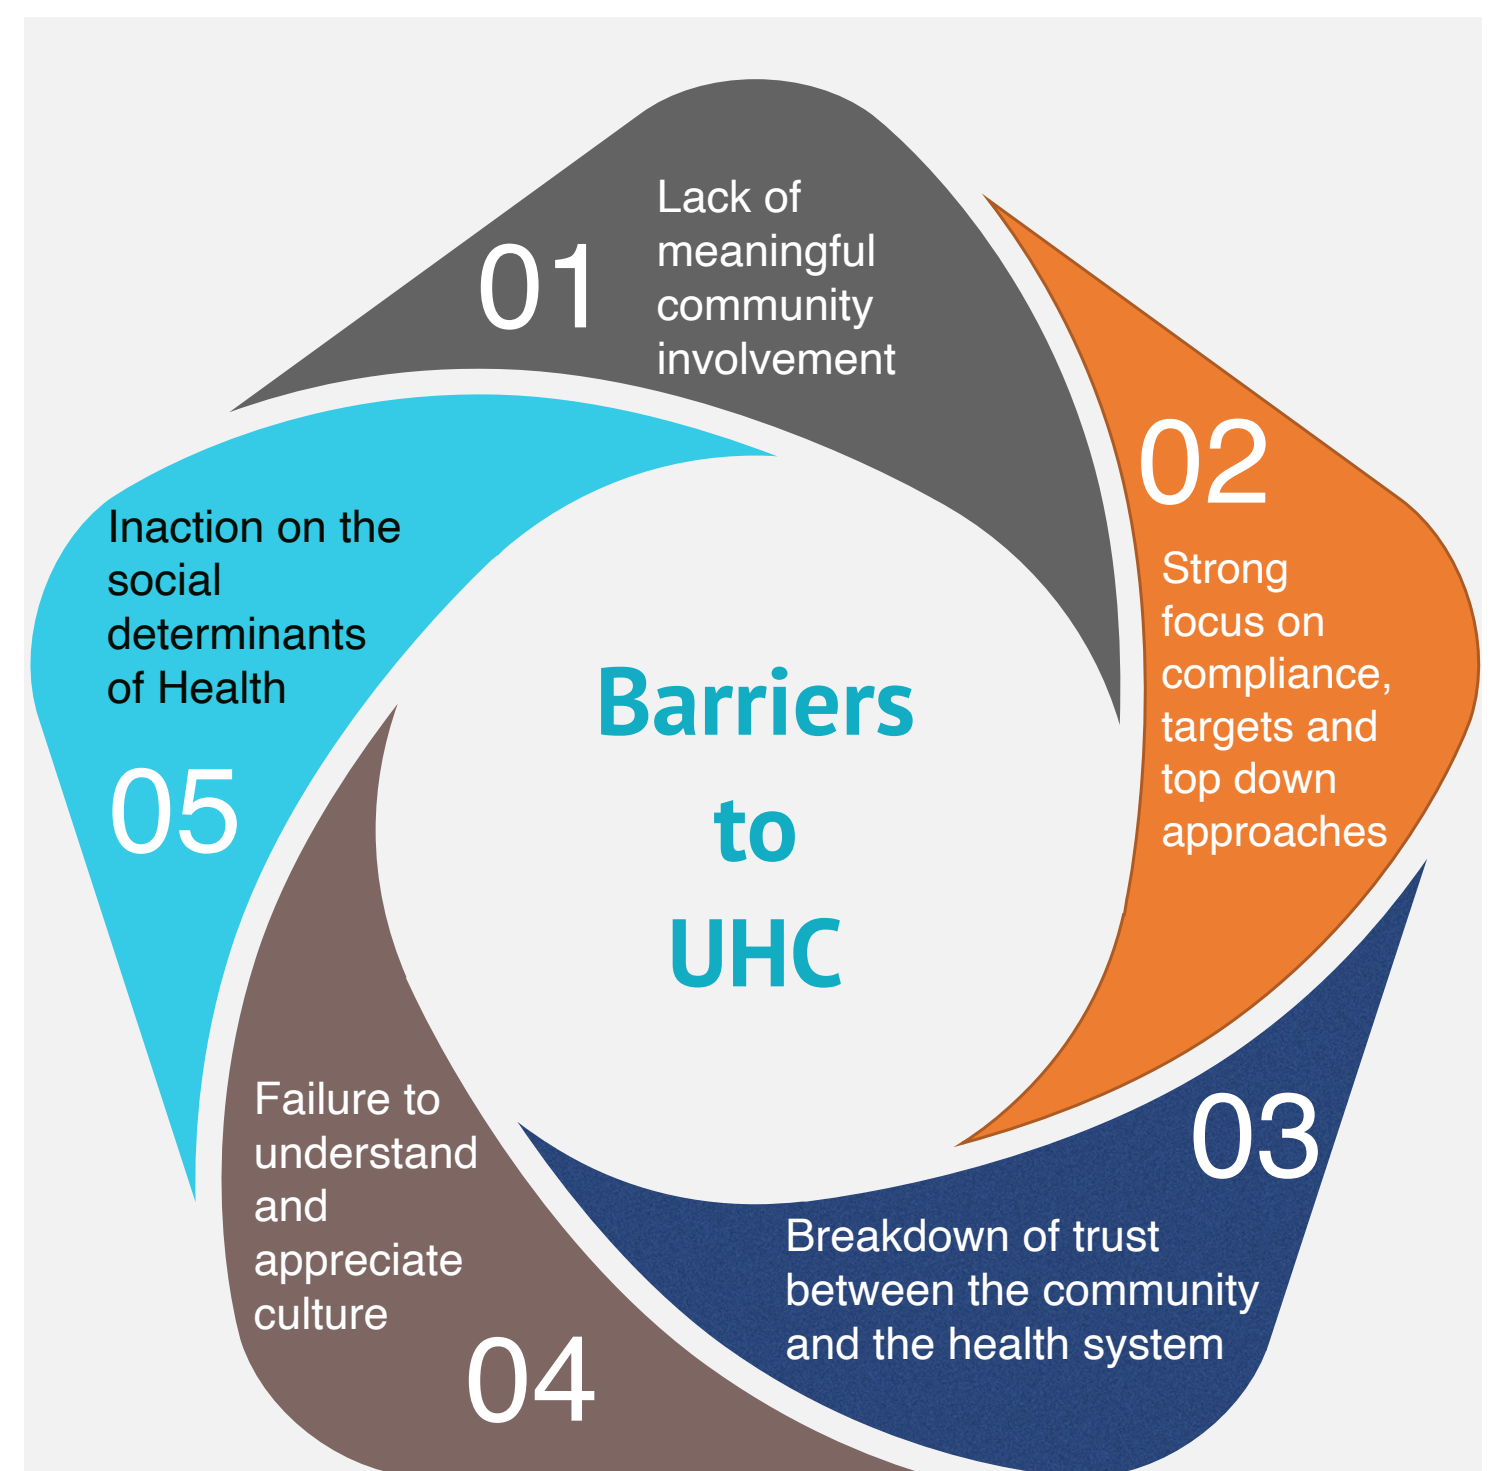 01
Lack of
meaningful
community
involvement
02
Strong
focus on
compliance,
targets and
top down
approaches
03
Breakdown of trust
between the community
and the health system
04
Failure to
understand
and
appreciate
culture
05
Inaction on the
social
determinants
of Health
Barriers
to
UHC